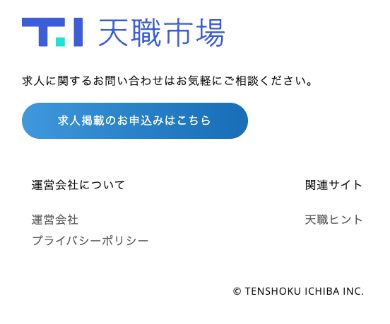 TI 天職市場
求人に関するお問い合わせはお気軽にご相談ください。
求人掲載のお申込みはこちら
運営会社について
関連サイト
運営会社
天職ヒント
プライバシーポリシー
© TENSHOKU ICHIBA INC.